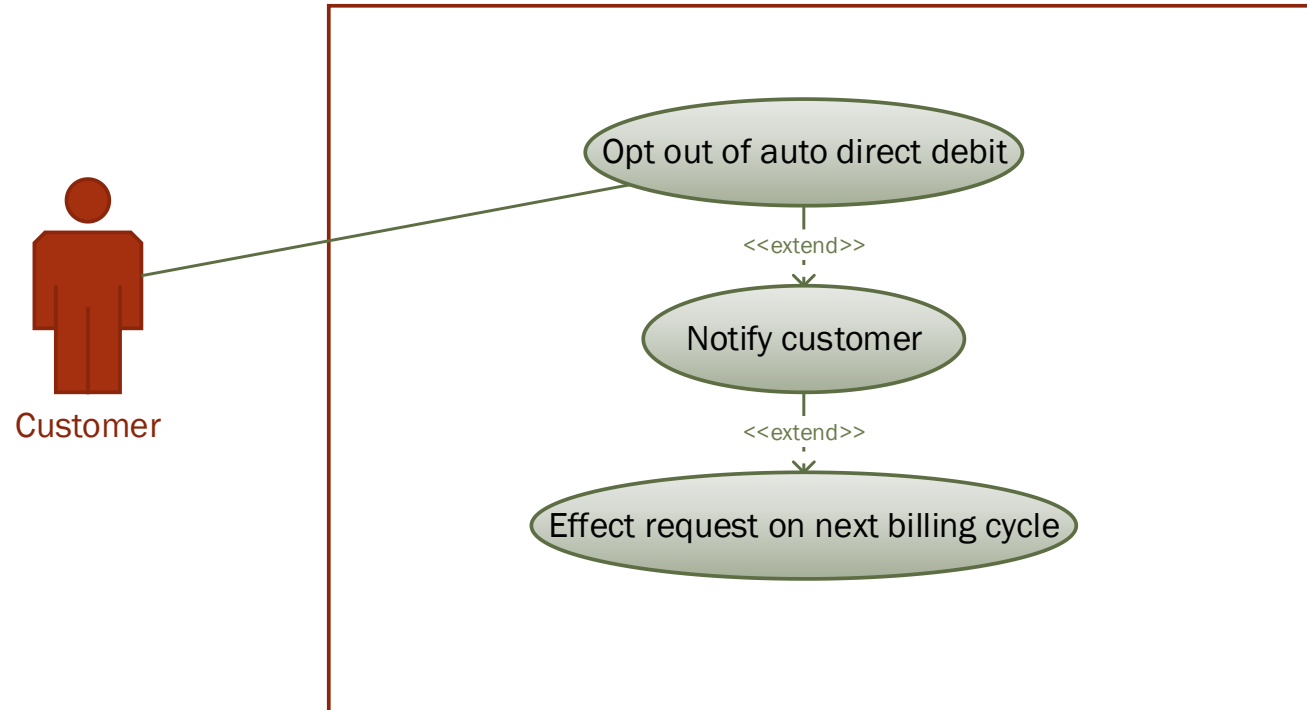 Opt out of auto direct debit
<<extend>>
Notify customer
Customer
<<extend>>
Effect request on next billing cycle